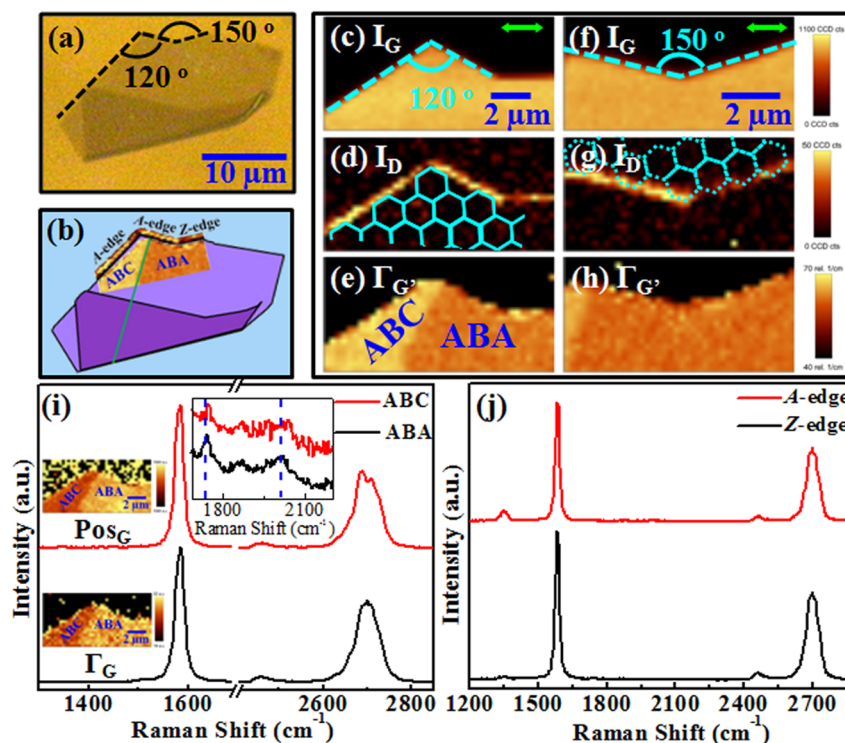 (a)
150 °
120 °
10 µm
(b)
A-edge
A-edge
Z-edge
ABC
ABA
(c) I_G
120 °
2 µm
(f) I_G
150 °
2 µm
1100 CCD cts
0 CCD cts
(d) I_D
(g) I_D
50 CCD cts
0 CCD cts
(e) Γ_G'
ABC
ABA
(h) Γ_G'
70 rel. 1/cm
40 rel. 1/cm
(i)
ABC
ABA
1800
2100
Raman Shift (cm⁻¹)
ABC
ABA
2 µm
Pos_G
ABC
ABA
2 µm
Γ_G
Intensity (a.u.)
1400
1600
2600
2800
Raman Shift (cm⁻¹)
(j)
A-edge
Z-edge
Intensity (a.u.)
1200
1500
1800
2100
2400
2700
Raman Shift (cm⁻¹)